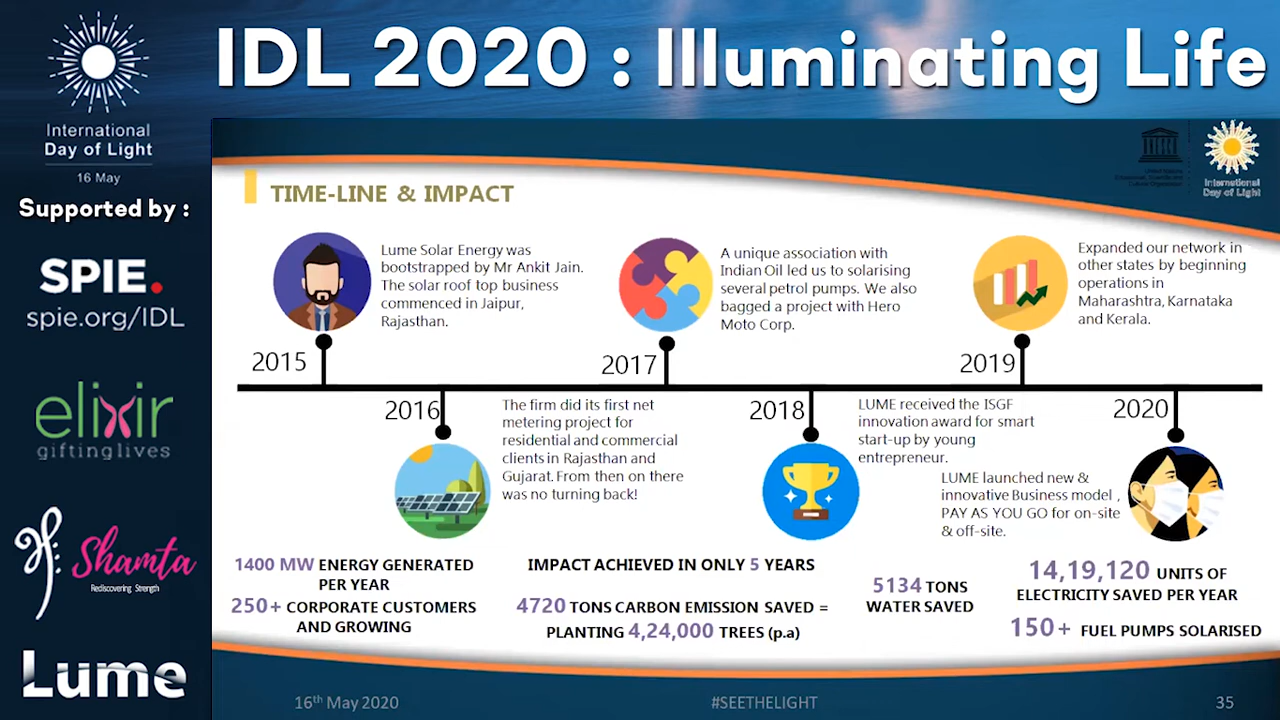 IDL 2020 : Illuminating Life
International
Day of Light
16 May
Supported by :
SPIE.
spie.org/IDL
elixir
giftinglives
Shamta
Rediscovering Strength
Lume
International
Day of Light
TIME-LINE & IMPACT
Lume Solar Energy was
bootstrapped by Mr Ankit Jain.
The solar roof top business
commenced in Jaipur,
Rajasthan.
2015
A unique association with
Indian Oil led us to solarising
several petrol pumps. We also
bagged a project with Hero
Moto Corp.
2017
Expanded our network in
other states by beginning
operations in
Maharashtra, Karnataka
and Kerala.
2019
2016
The firm did its first net
metering project for
residential and commercial
clients in Rajasthan and
Gujarat. From then on there
was no turning back!
2018
LUME received the ISGF
innovation award for smart
start-up by young
entrepreneur.
2020
LUME launched new &
innovative Business model ,
PAY AS YOU GO for on-site
& off-site.
1400 MW ENERGY GENERATED
PER YEAR
250+ CORPORATE CUSTOMERS
AND GROWING
IMPACT ACHIEVED IN ONLY 5 YEARS
4720 TONS CARBON EMISSION SAVED =
PLANTING 4,24,000 TREES (p.a)
5134 TONS
WATER SAVED
14,19,120 UNITS OF
ELECTRICITY SAVED PER YEAR
150+ FUEL PUMPS SOLARISED
16th May 2020
#SEETHELIGHT
35